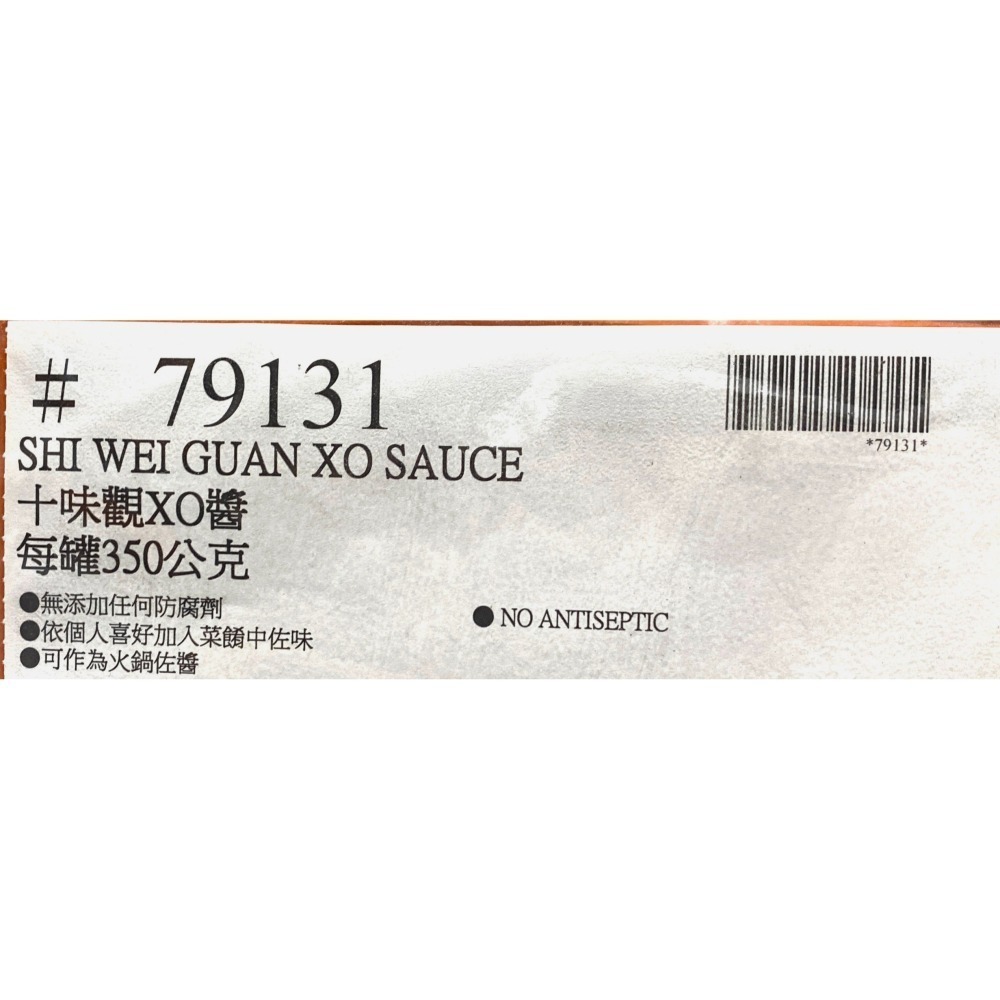 # 79131
*79131*
SHI WEI GUAN XO SAUCE
十味觀XO醬
每罐350公克
●無添加任何防腐劑
●依個人喜好加入菜餚中佐味
●可作為火鍋佐醬
● NO ANTISEPTIC